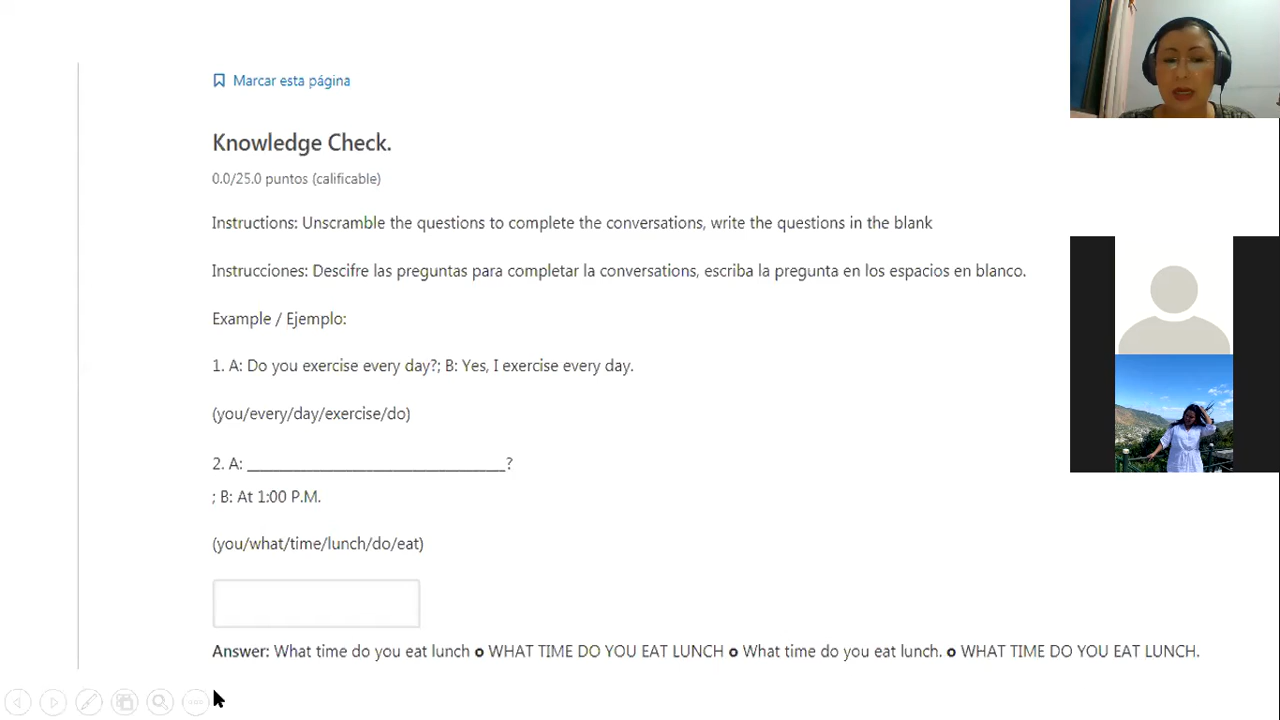 Marcar esta página
Knowledge Check.
0.0/25.0 puntos (calificable)
Instructions: Unscramble the questions to complete the conversations, write the questions in the blank
Instrucciones: Descifre las preguntas para completar la conversations, escriba la pregunta en los espacios en blanco.
Example / Ejemplo:
1. A: Do you exercise every day?; B: Yes, I exercise every day.
(you/every/day/exercise/do)
2. A: _________________________________?
; B: At 1:00 P.M.
(you/what/time/lunch/do/eat)
Answer: What time do you eat lunch o WHAT TIME DO YOU EAT LUNCH o What time do you eat lunch. o WHAT TIME DO YOU EAT LUNCH.